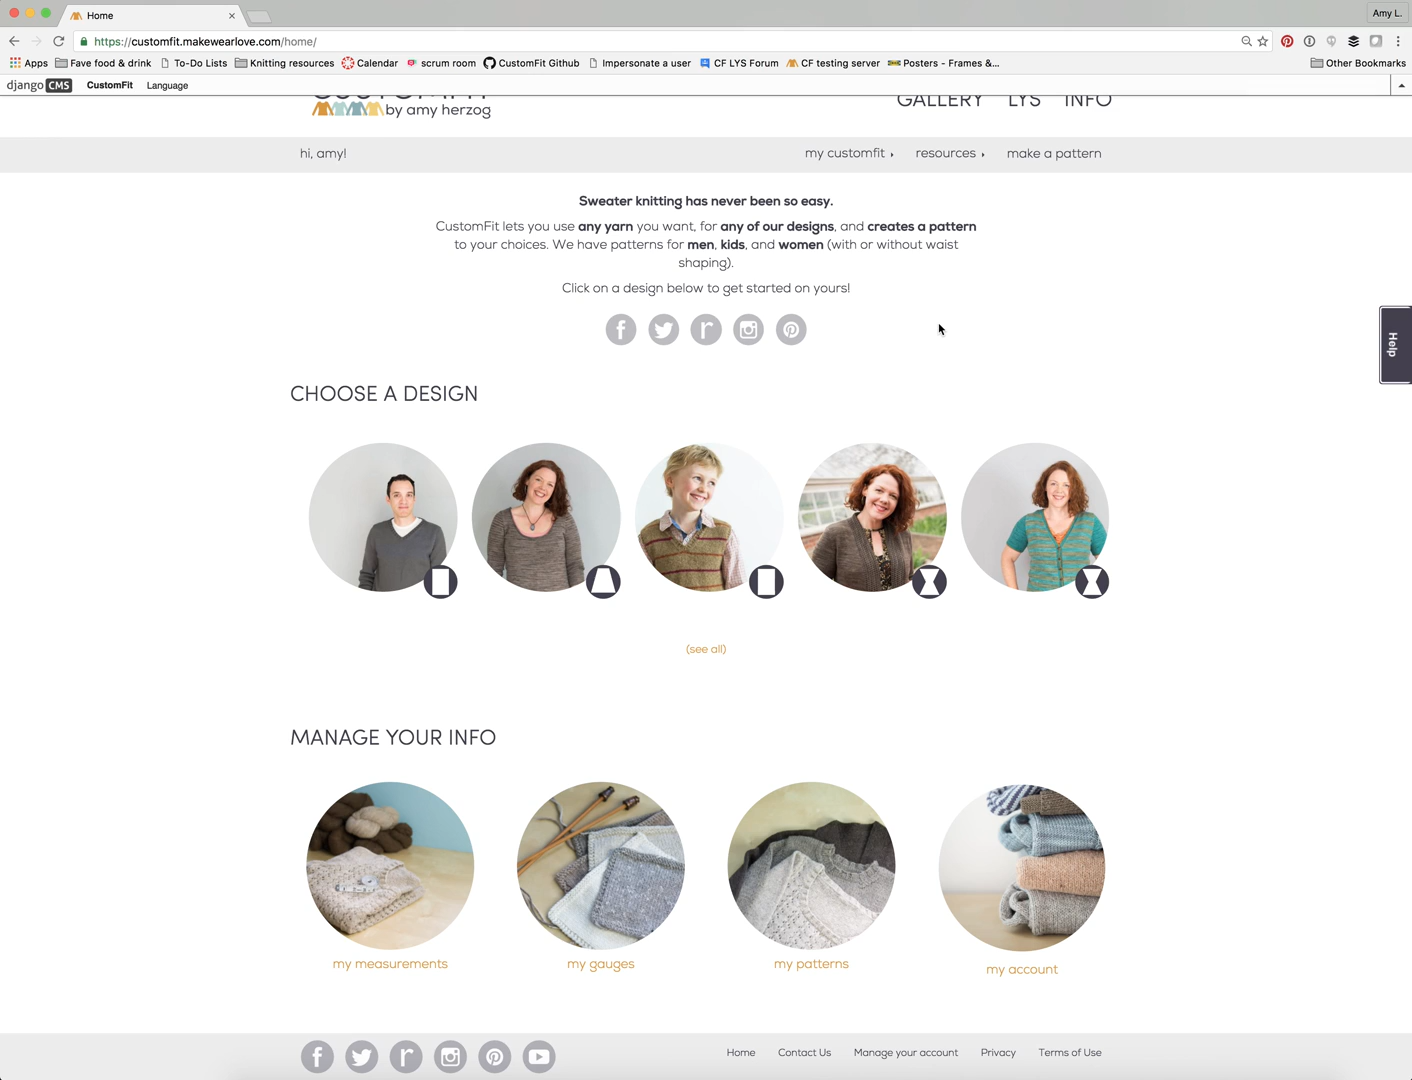 Home
Amy L.
https://customfit.makewearlove.com/home/
Apps Fave food & drink To-Do Lists Knitting resources Calendar scrum room CustomFit Github Impersonate a user CF LYS Forum CF testing server Posters - Frames &... Other Bookmarks
django CMS CustomFit Language
CUSTOMFIT
by amy herzog
GALLERY LYS INFO
hi, amy!
my customfit resources make a pattern
Sweater knitting has never been so easy.
CustomFit lets you use any yarn you want, for any of our designs, and creates a pattern
to your choices. We have patterns for men, kids, and women (with or without waist
shaping).
Click on a design below to get started on yours!
Help
CHOOSE A DESIGN
(see all)
MANAGE YOUR INFO
my measurements
my gauges
my patterns
my account
Home Contact Us Manage your account Privacy Terms of Use